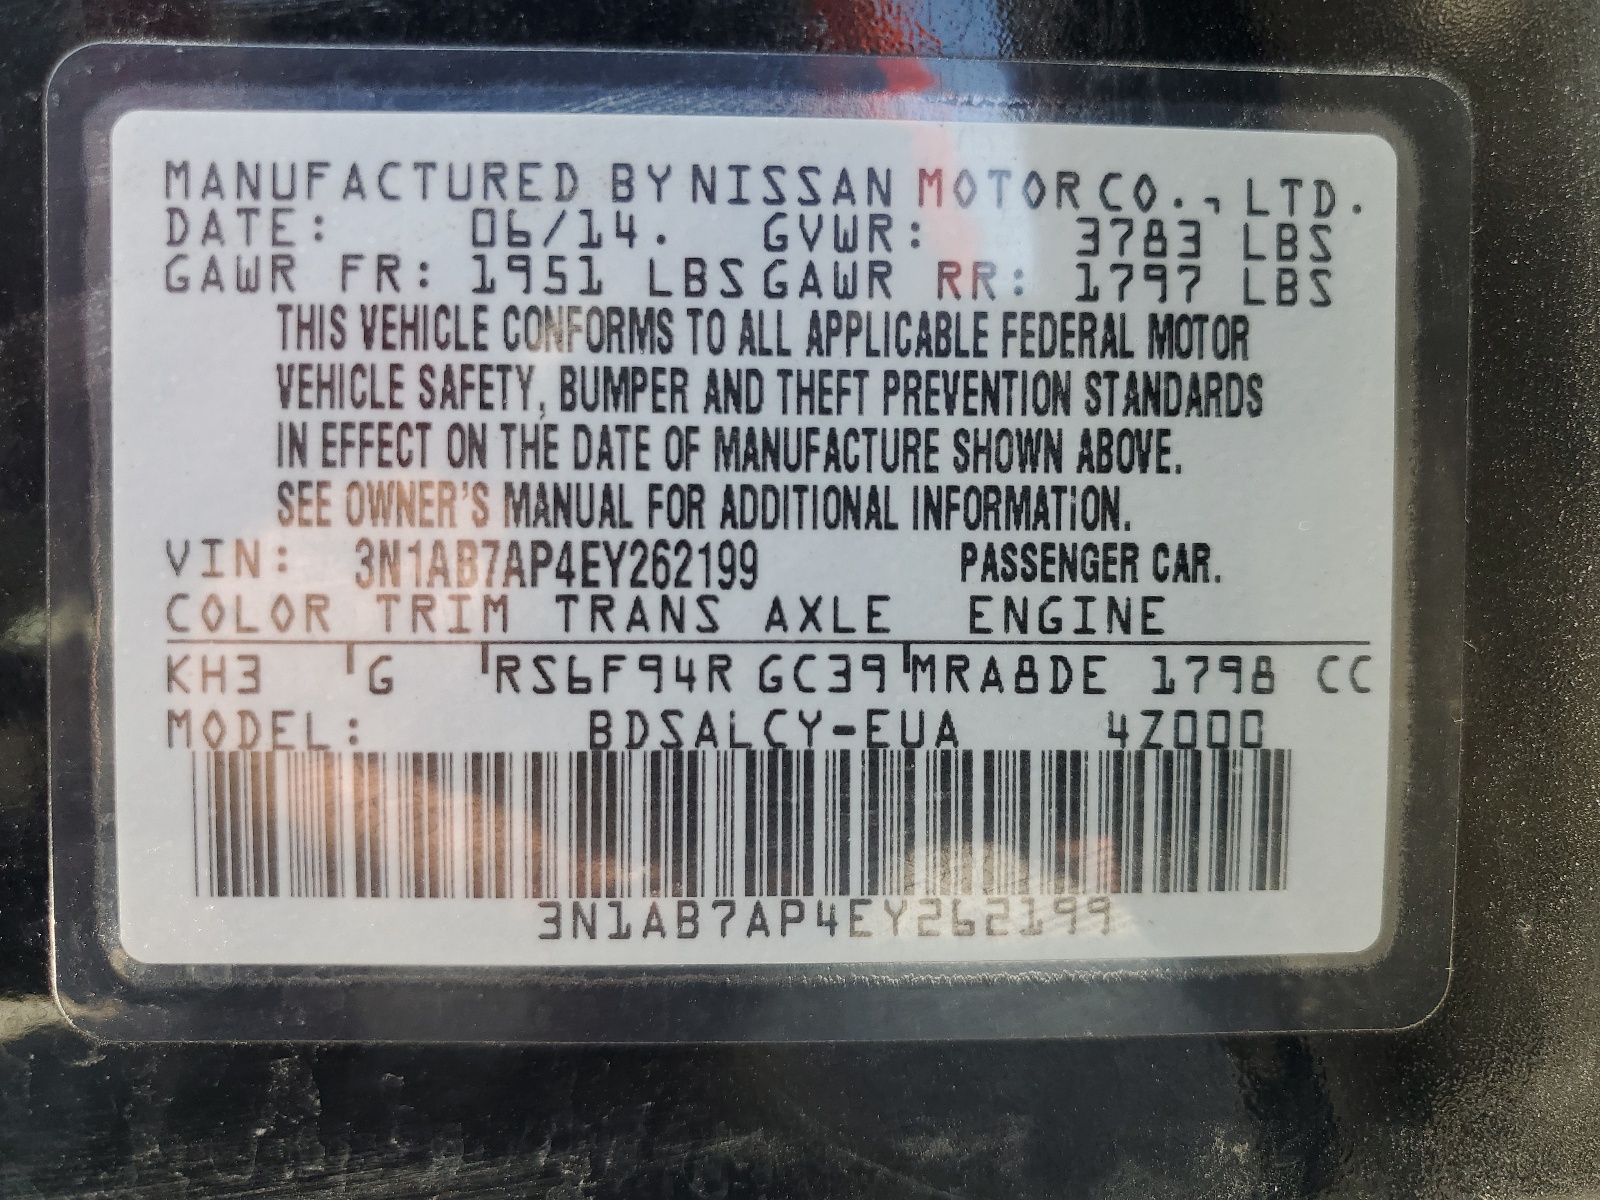 MANUFACTURED BY NISSAN MOTOR CO., LTD.
DATE: 06/14. GVWR: 3783 LBS
GAWR FR: 1951 LBS GAWR RR: 1797 LBS
THIS VEHICLE CONFORMS TO ALL APPLICABLE FEDERAL MOTOR
VEHICLE SAFETY, BUMPER AND THEFT PREVENTION STANDARDS
IN EFFECT ON THE DATE OF MANUFACTURE SHOWN ABOVE.
SEE OWNER'S MANUAL FOR ADDITIONAL INFORMATION.
VIN: 3N1AB7AP4EY262199 PASSENGER CAR.
COLOR TRIM TRANS AXLE ENGINE
KH3 G RS6F94R GC39 MRA8DE 1798 CC
MODEL: BDSALCY-EUA 4Z000
3N1AB7AP4EY262199